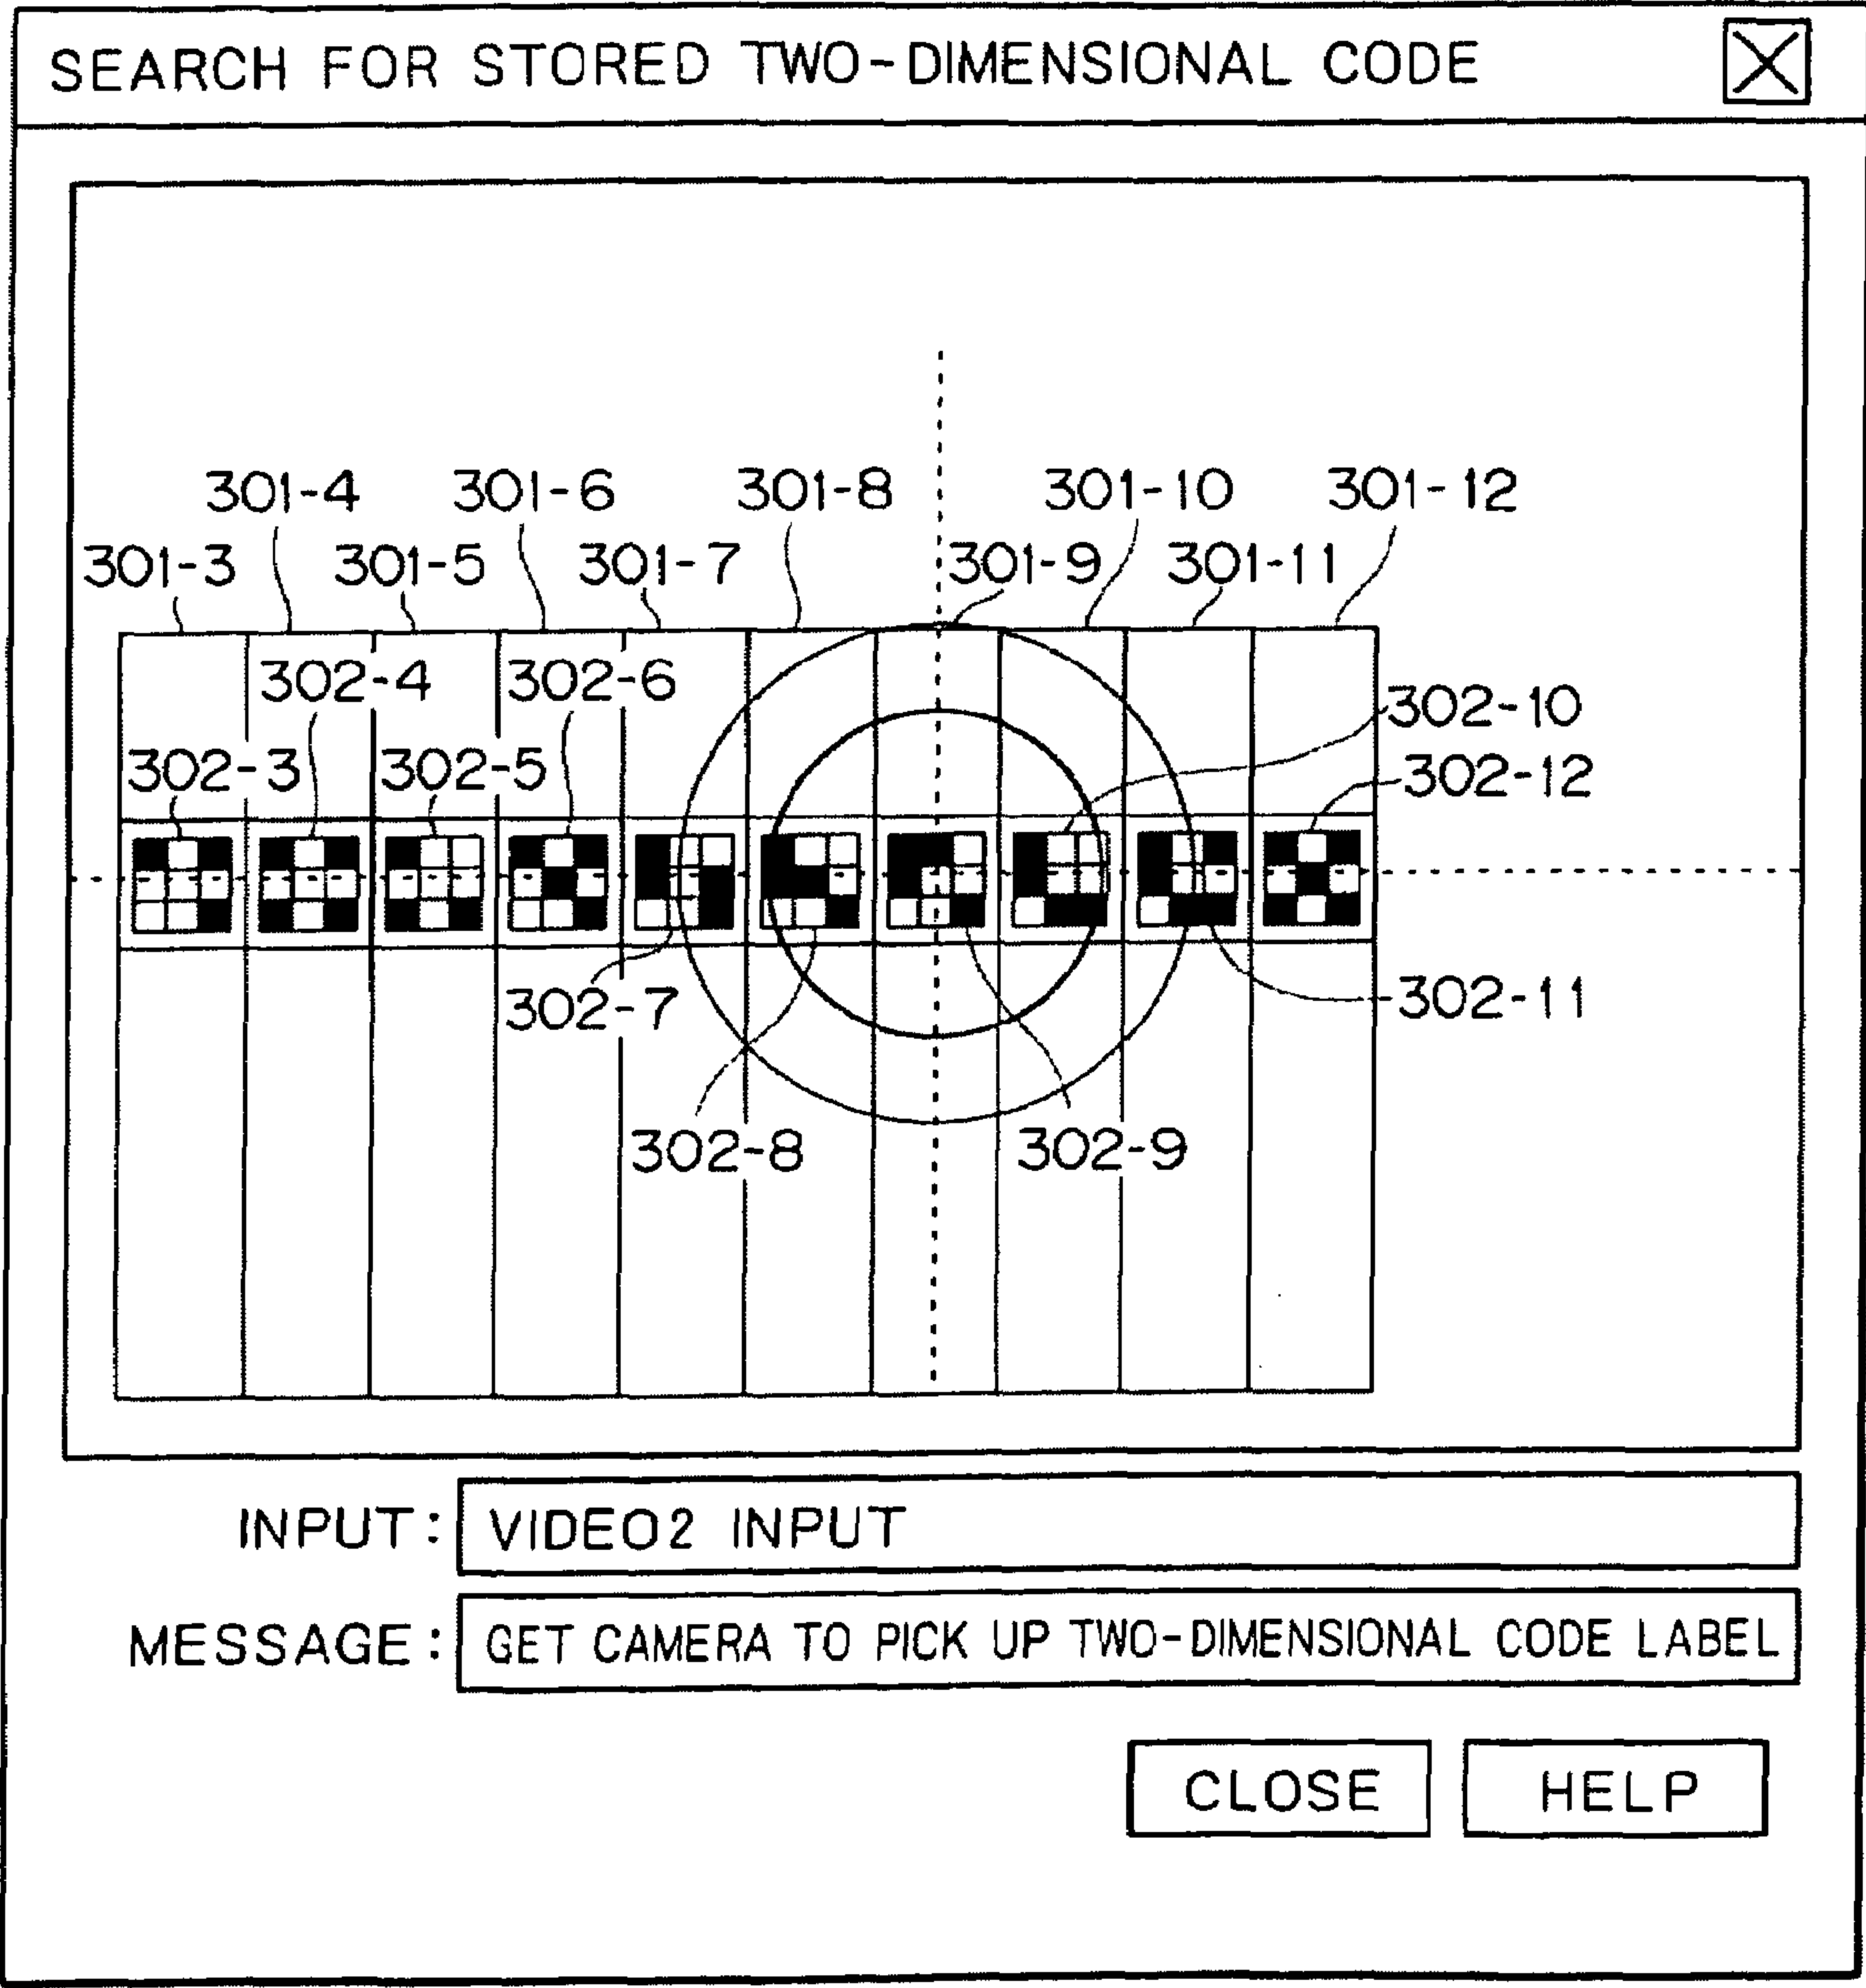 SEARCH FOR STORED TWO-DIMENSIONAL CODE
301-4 301-6 301-8 301-10 301-12
301-3 301-5 301-7 301-9 301-11
302-4 302-6
302-10
302-3 302-5
302-12
302-7 302-11
302-8 302-9
INPUT: VIDEO2 INPUT
MESSAGE: GET CAMERA TO PICK UP TWO-DIMENSIONAL CODE LABEL
CLOSE HELP